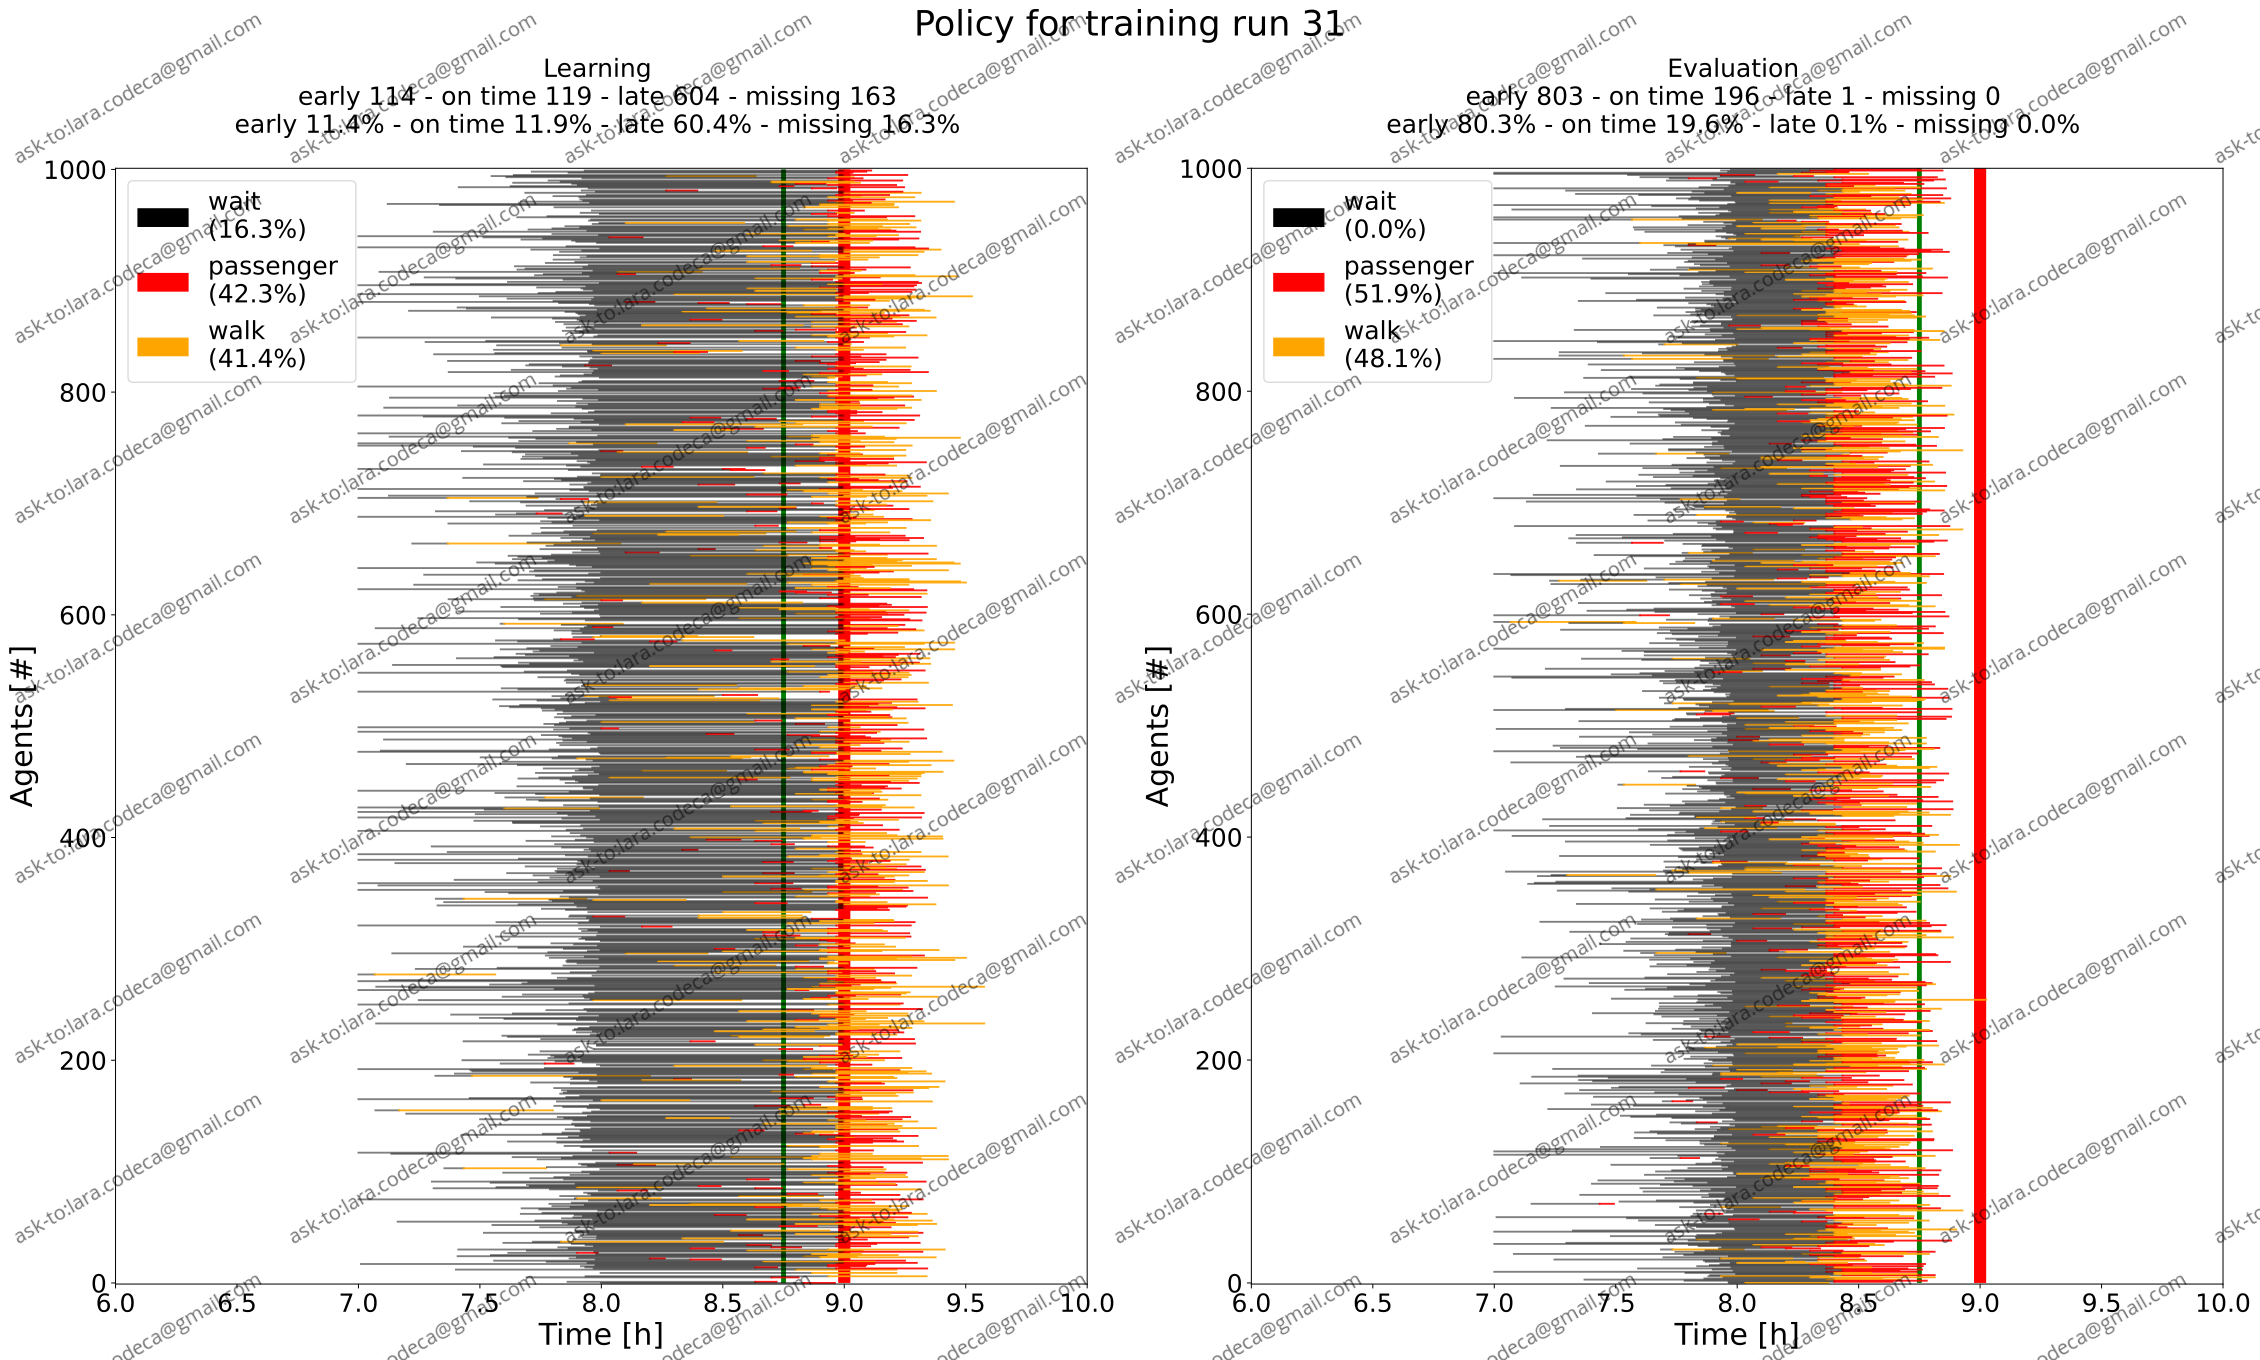 Policy for training run 31
Learning
early 114 - on time 119 - late 604 - missing 163
early 11.4% - on time 11.9% - late 60.4% - missing 16.3%
1000
800
600
400
200
0
wait
(16.3%)
passenger
(42.3%)
walk
(41.4%)
Agents [#]
6.0 6.5 7.0 7.5 8.0 8.5 9.0 9.5 10.0
Time [h]
Evaluation
early 803 - on time 196 - late 1 - missing 0
early 80.3% - on time 19.6% - late 0.1% - missing 0.0%
1000
800
600
400
200
0
wait
(0.0%)
passenger
(51.9%)
walk
(48.1%)
Agents [#]
6.0 6.5 7.0 7.5 8.0 8.5 9.0 9.5 10.0
Time [h]
ask-to:lara.codeca@gmail.com